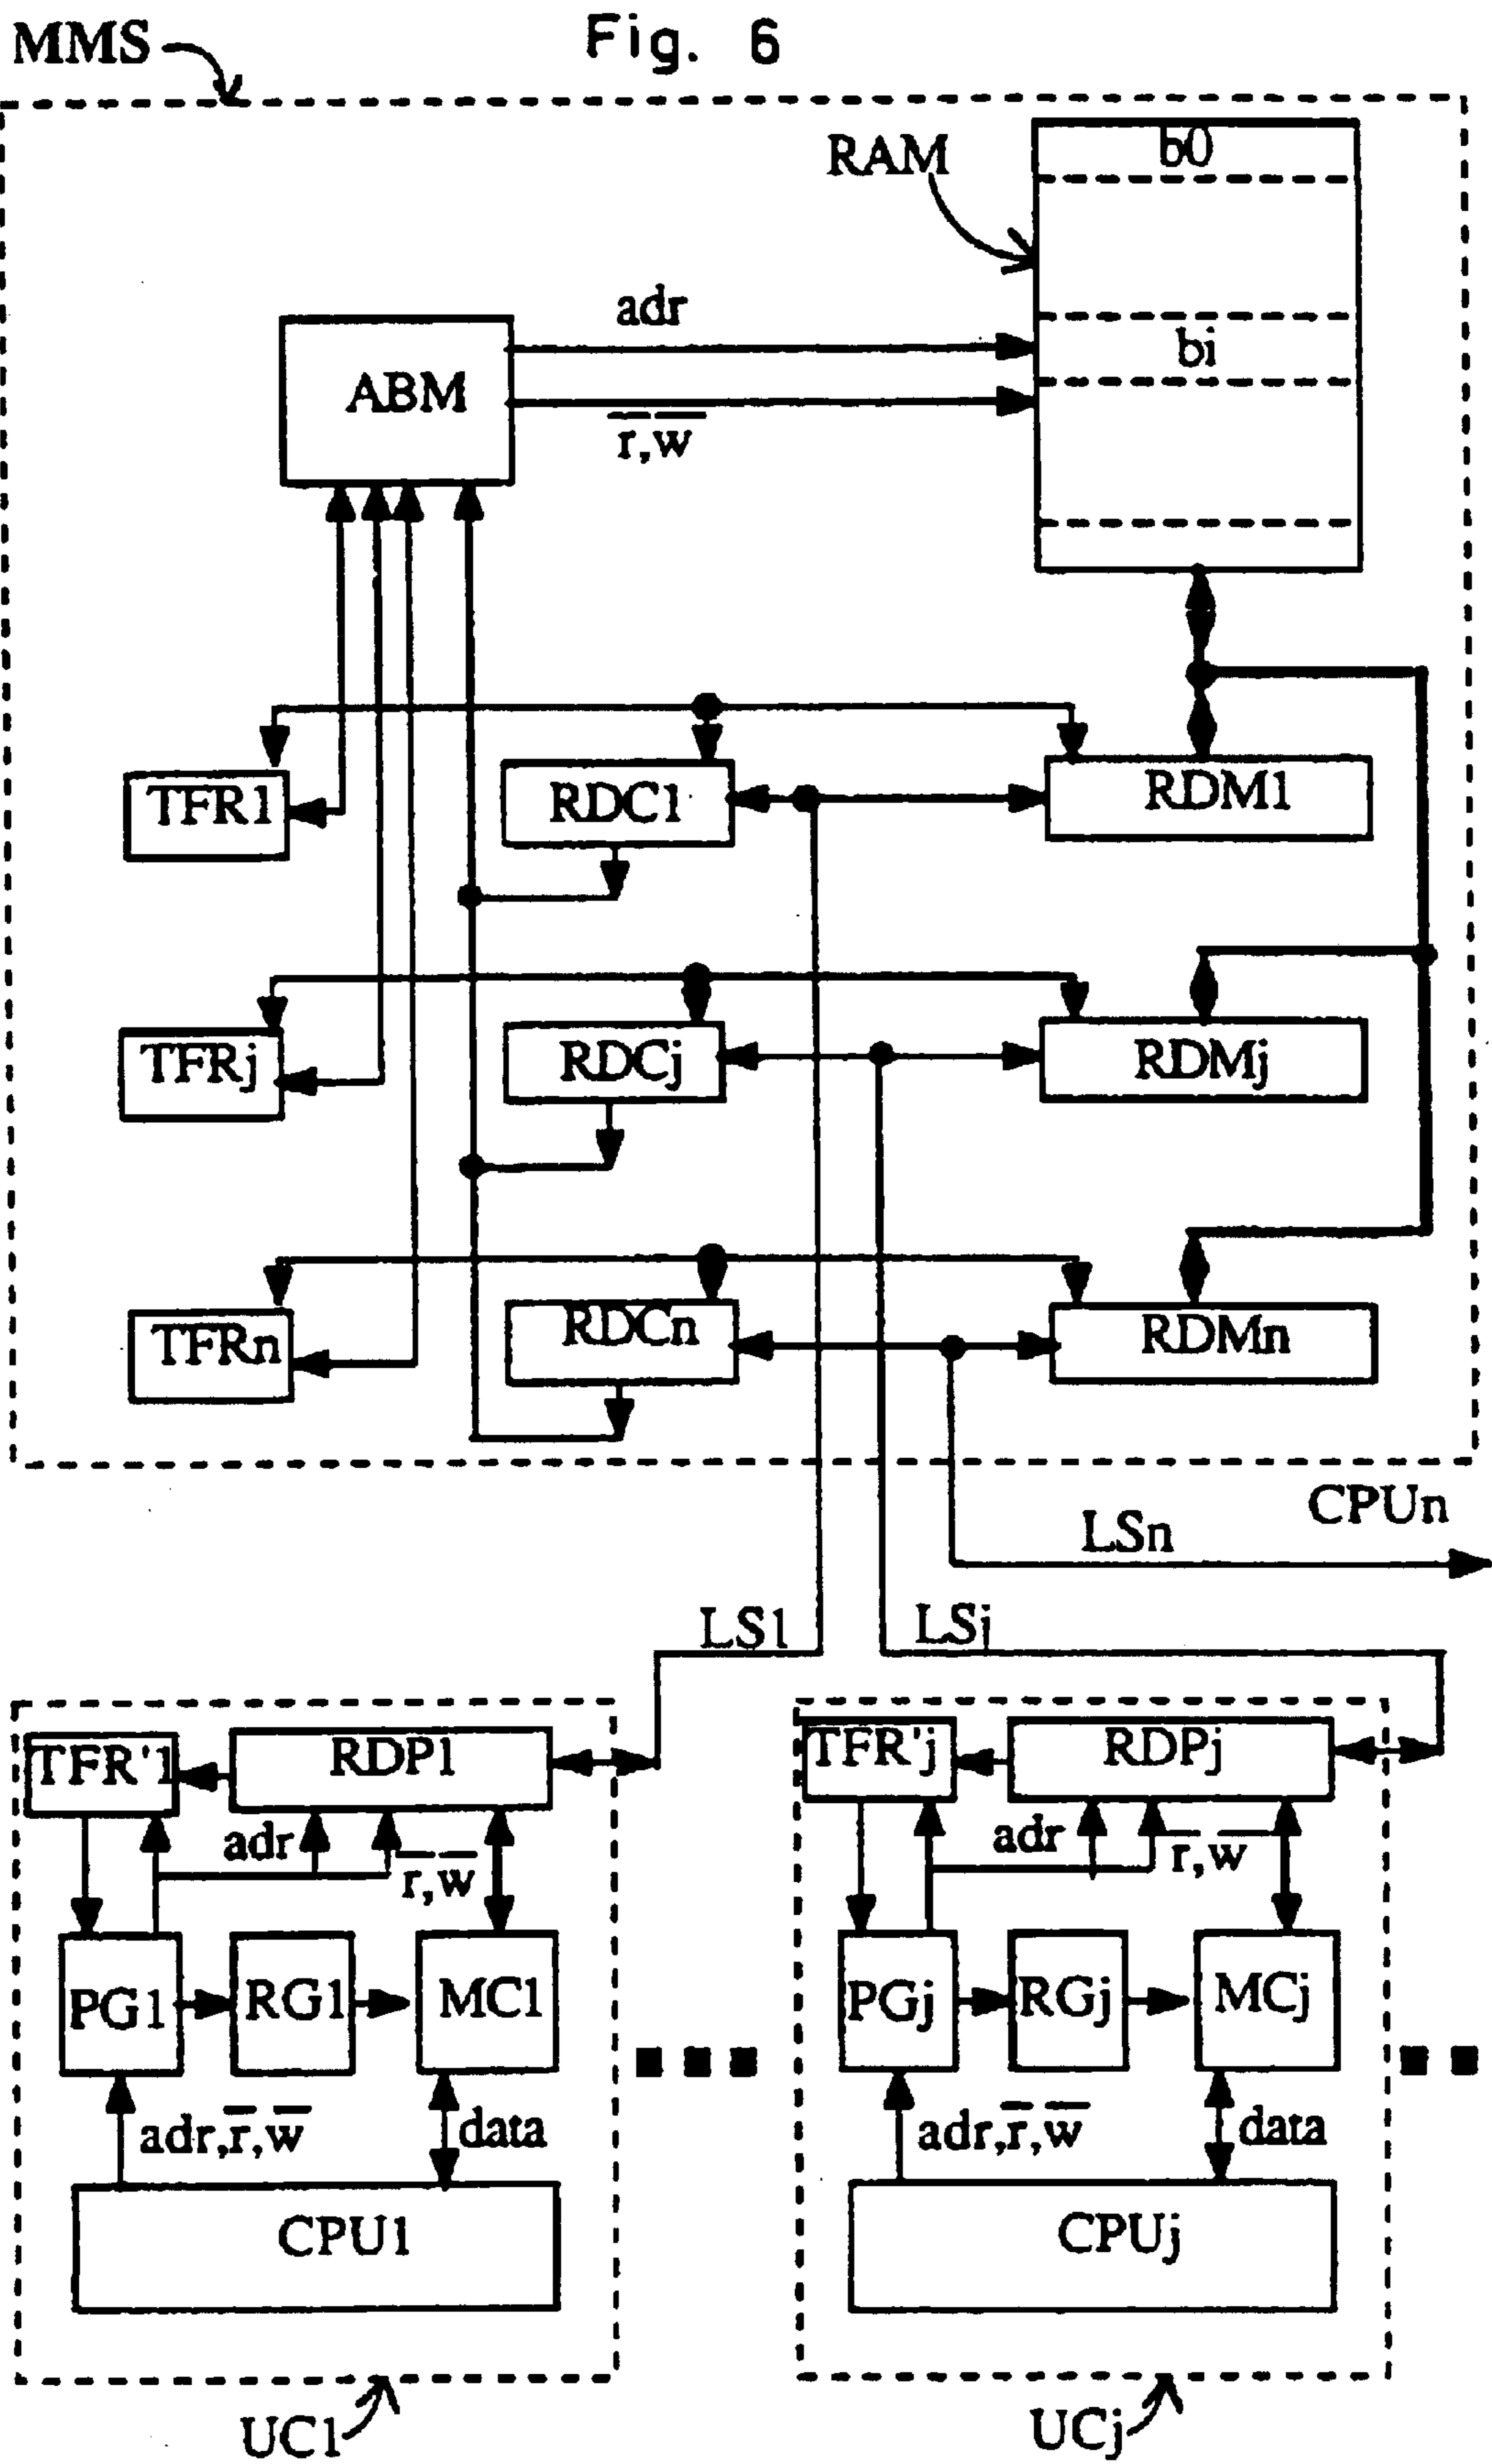 MMS
Fig. 6
b0
RAM
adr
bi
ABM
r̅,w̅
TFR1
RDC1
RDM1
TFRj
RDCj
RDMj
TFRn
RDCn
RDMn
CPUn
LSn
LS1
LSj
TFR'1
RDP1
TFR'j
RDPj
adr
r̅,w̅
adr
r̅,w̅
PG1
RG1
MC1
PGj
RGj
MCj
adr,r̅,w̅
data
adr,r̅,w̅
data
CPU1
CPUj
UC1
UCj